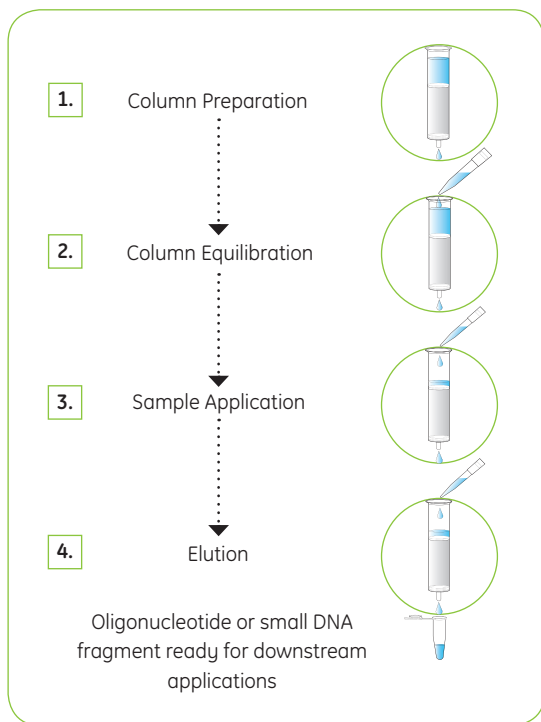 1. Column Preparation
2. Column Equilibration
3. Sample Application
4. Elution
Oligonucleotide or small DNA
fragment ready for downstream
applications